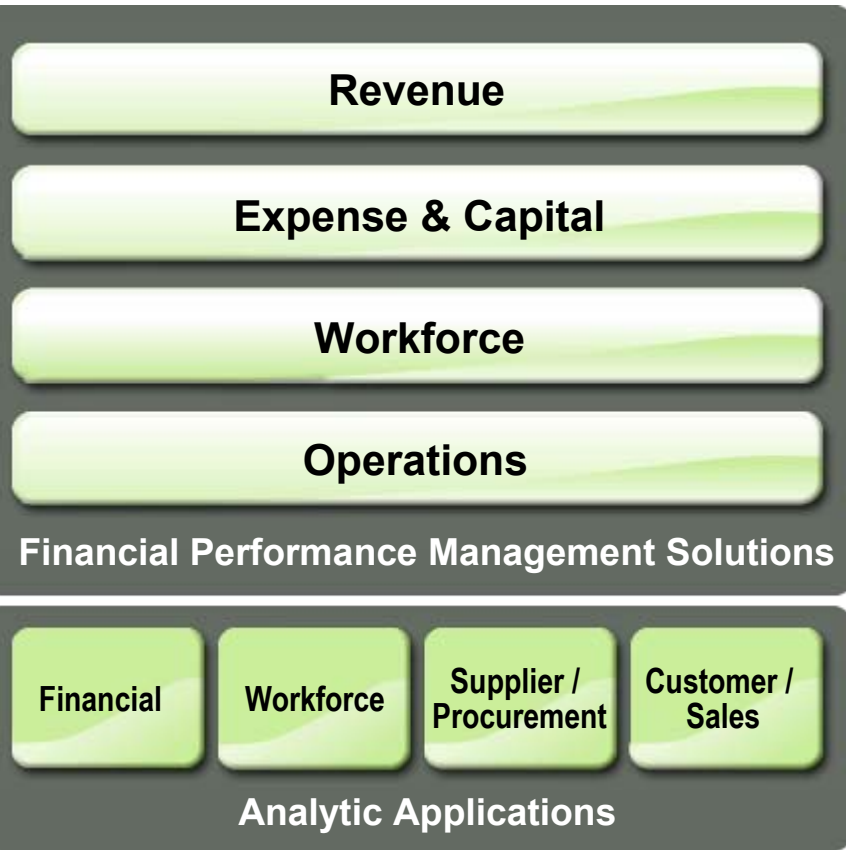 Revenue
Expense & Capital
Workforce
Operations
Financial Performance Management Solutions
Financial
Workforce
Supplier /
Procurement
Customer /
Sales
Analytic Applications